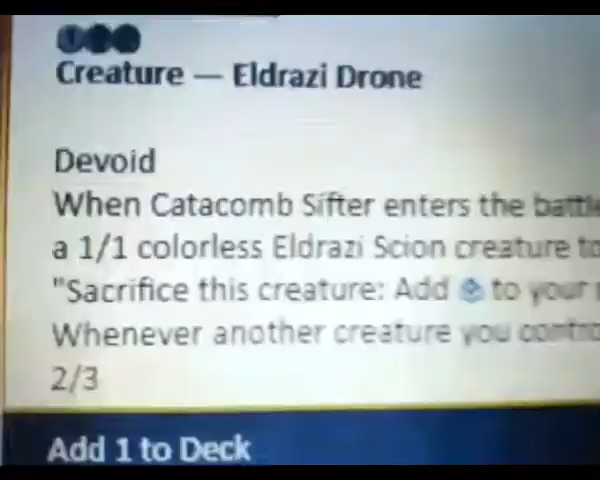 Creature — Eldrazi Drone
Devoid
When Catacomb Sifter enters the
a 1/1 colorless Eldrazi Scion creature
"Sacrifice this creature: Add to your
Whenever another creature you
2/3
Add 1 to Deck